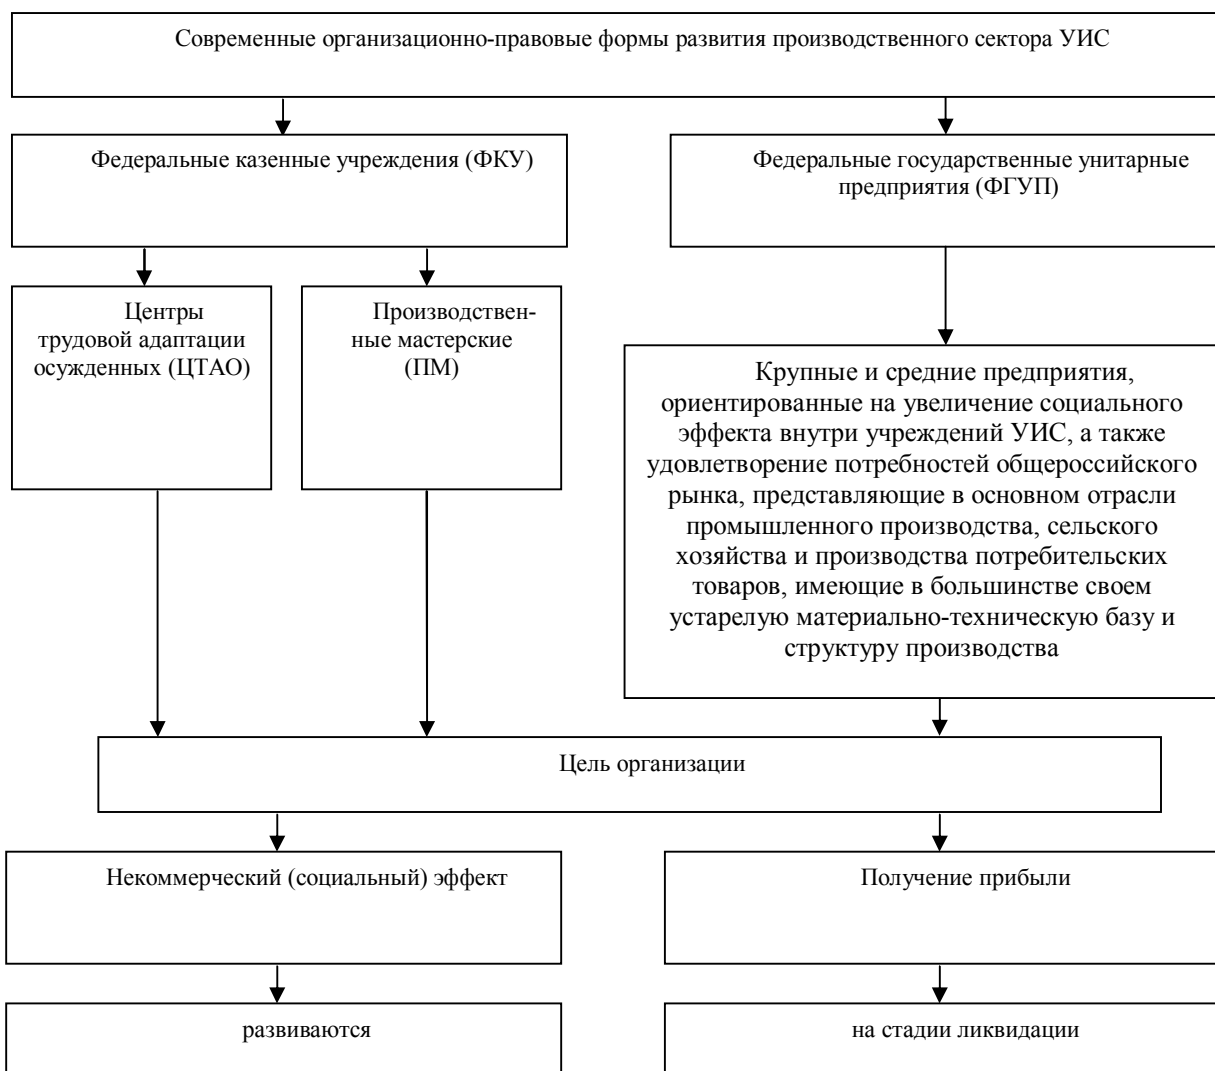 Современные организационно-правовые формы развития производственного сектора УИС
Федеральные казенные учреждения (ФКУ)
Федеральные государственные унитарные
предприятия (ФГУП)
Центры
трудовой адаптации
осужденных (ЦТАО)
Производствен-
ные мастерские
(ПМ)
Крупные и средние предприятия,
ориентированные на увеличение социального
эффекта внутри учреждений УИС, а также
удовлетворение потребностей общероссийского
рынка, представляющие в основном отрасли
промышленного производства, сельского
хозяйства и производства потребительских
товаров, имеющие в большинстве своем
устарелую материально-техническую базу и
структуру производства
Цель организации
Некоммерческий (социальный) эффект
Получение прибыли
развиваются
на стадии ликвидации